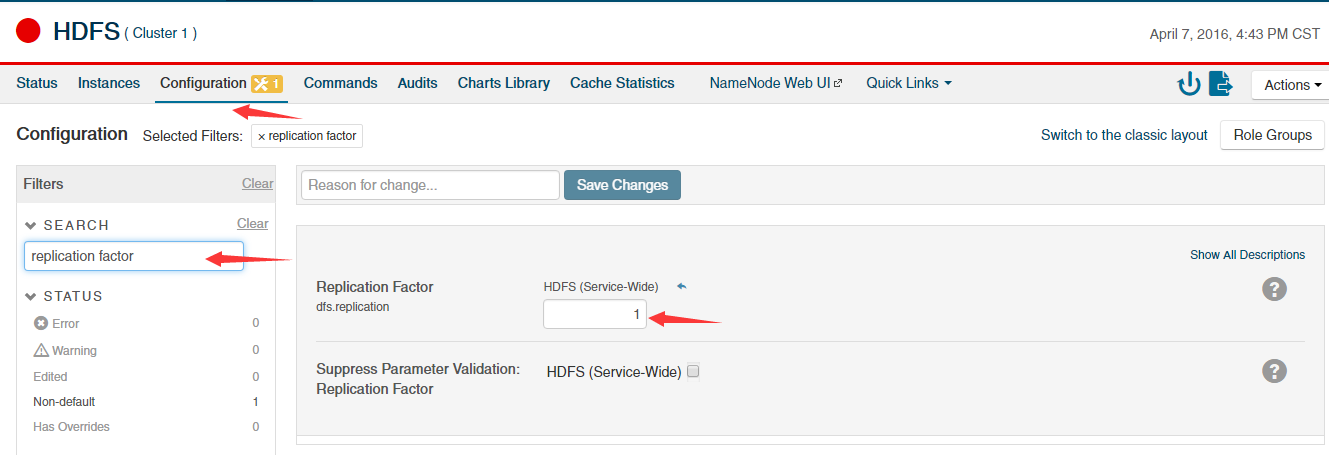 HDFS ( Cluster 1 )
April 7, 2016, 4:43 PM CST
Status Instances Configuration 1 Commands Audits Charts Library Cache Statistics NameNode Web UI Quick Links Actions
Configuration Selected Filters: × replication factor Switch to the classic layout Role Groups
Filters Clear
Reason for change... Save Changes
SEARCH Clear
replication factor
STATUS
Error 0
Warning 0
Edited 0
Non-default 1
Has Overrides 0
Show All Descriptions
Replication Factor HDFS (Service-Wide) ?
dfs.replication 1
Suppress Parameter Validation: HDFS (Service-Wide) ?
Replication Factor